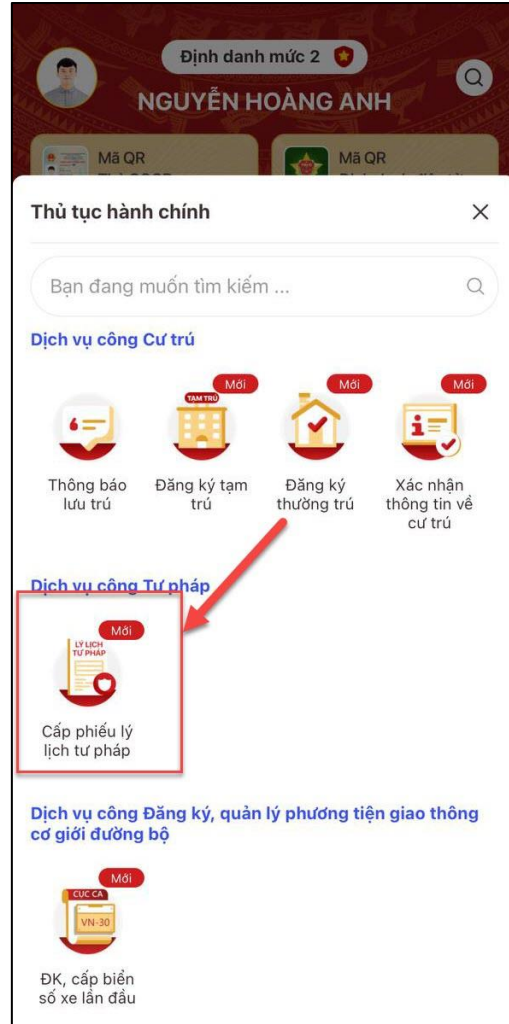 Định danh mức 2
NGUYỄN HOÀNG ANH
Mã QR
Mã QR
Thủ tục hành chính
Bạn đang muốn tìm kiếm ...
Dịch vụ công Cư trú
Mới
Mới
Mới
TẠM TRÚ
Thông báo
lưu trú
Đăng ký tạm
trú
Đăng ký
thường trú
Xác nhận
thông tin về
cư trú
Dịch vụ công Tư pháp
Mới
LÝ LỊCH
TƯ PHÁP
Cấp phiếu lý
lịch tư pháp
Dịch vụ công Đăng ký, quản lý phương tiện giao thông
cơ giới đường bộ
Mới
CỤC CA
VN-30
ĐK, cấp biển
số xe lần đầu